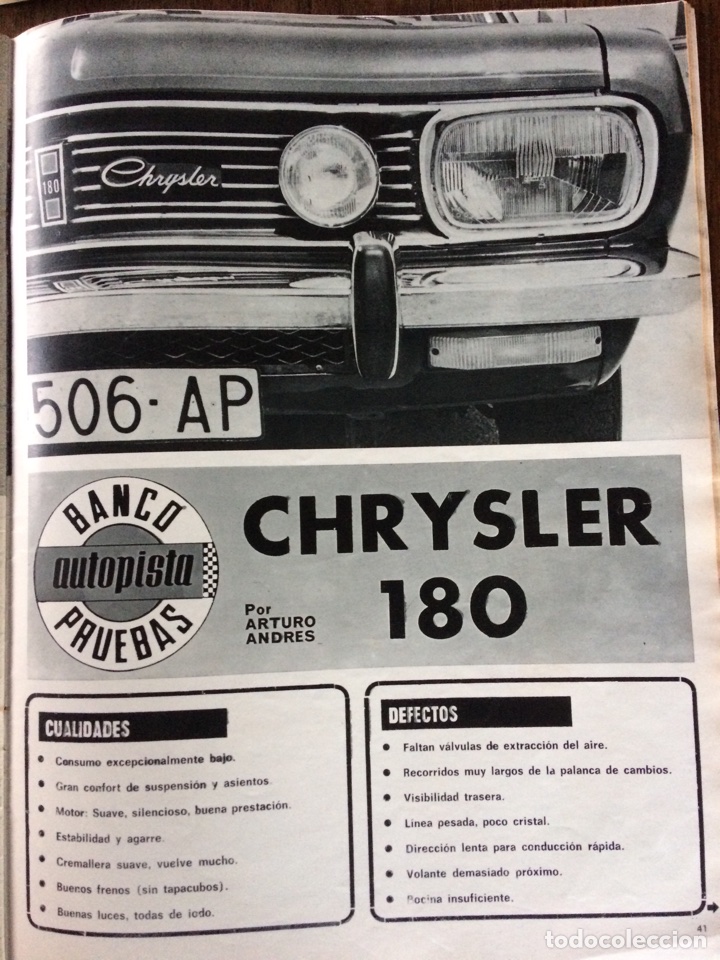 180
Chrysler
506-AP
BANCO
autopista
PRUEBAS
CHRYSLER
180
Por
ARTURO
ANDRES
CUALIDADES
Consumo excepcionalmente bajo.
Gran confort de suspensión y asientos
Motor: Suave, silencioso, buena prestación.
Estabilidad y agarre
Cremallera suave, vuelve mucho.
Buenos frenos (sin tapacubos).
Buenas luces, todas de iodo.
DEFECTOS
Faltan válvulas de extracción del aire.
Recorridos muy largos de la palanca de cambios.
Visibilidad trasera.
Línea pesada, poco cristal.
Dirección lenta para conducción rápida.
Volante demasiado próximo.
Bocina insuficiente.
41
todocoleccion